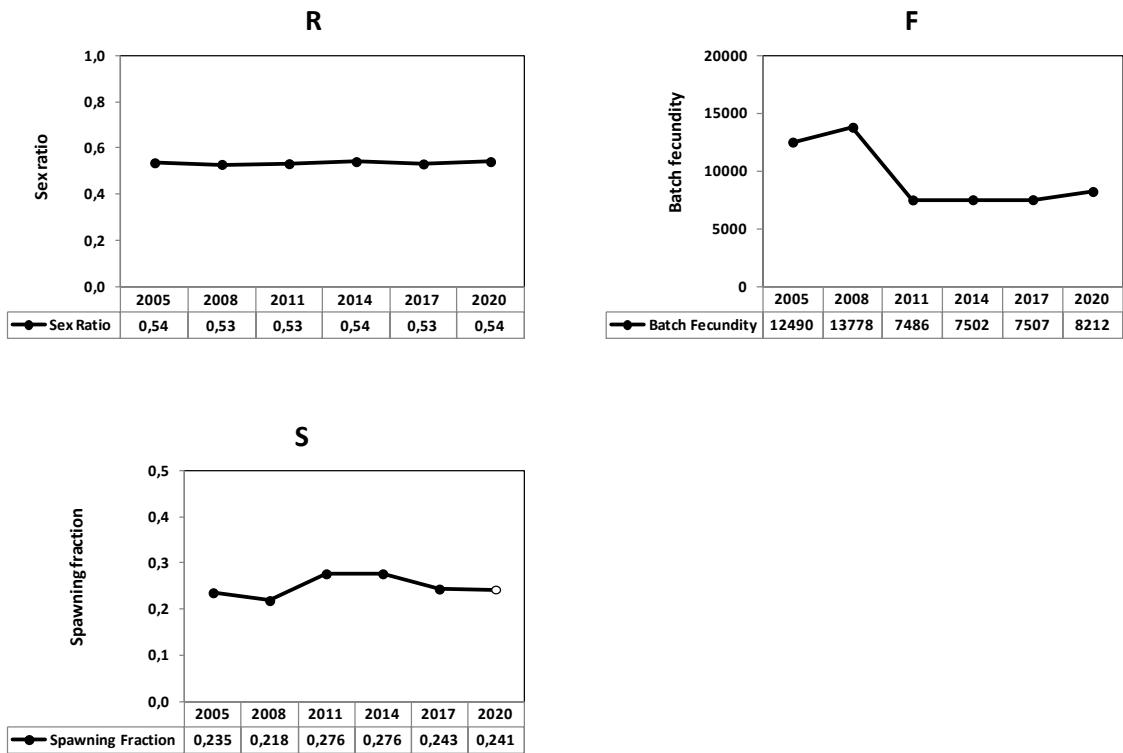 R
1,0
0,8
0,6
0,4
0,2
0,0
Sex ratio
2005 2008 2011 2014 2017 2020
Sex Ratio 0,54 0,53 0,53 0,54 0,53 0,54
F
20000
15000
10000
5000
0
Batch fecundity
2005 2008 2011 2014 2017 2020
Batch Fecundity 12490 13778 7486 7502 7507 8212
S
0,5
0,4
0,3
0,2
0,1
0,0
Spawning fraction
2005 2008 2011 2014 2017 2020
Spawning Fraction 0,235 0,218 0,276 0,276 0,243 0,241